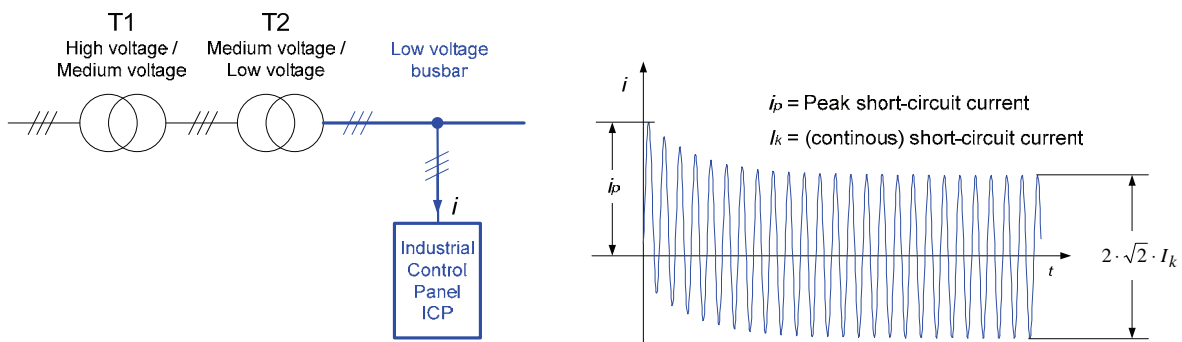 T1
High voltage /
Medium voltage
T2
Medium voltage /
Low voltage
Low voltage
busbar
i
Industrial
Control
Panel
ICP
i
ip = Peak short-circuit current
Ik = (continous) short-circuit current
ip
t
2·√2·Ik